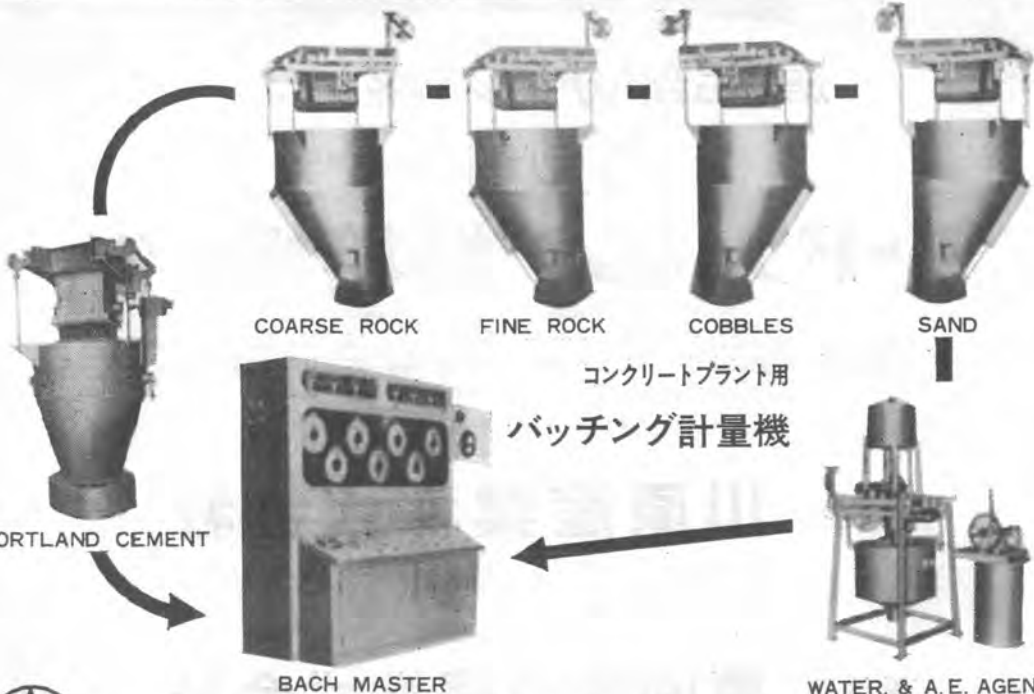 COARSE ROCK
FINE ROCK
COBBLES
SAND
コンクリートプラント用
バッチング計量機
ORTLAND CEMENT
BACH MASTER
WATER, & A.E. AGEN